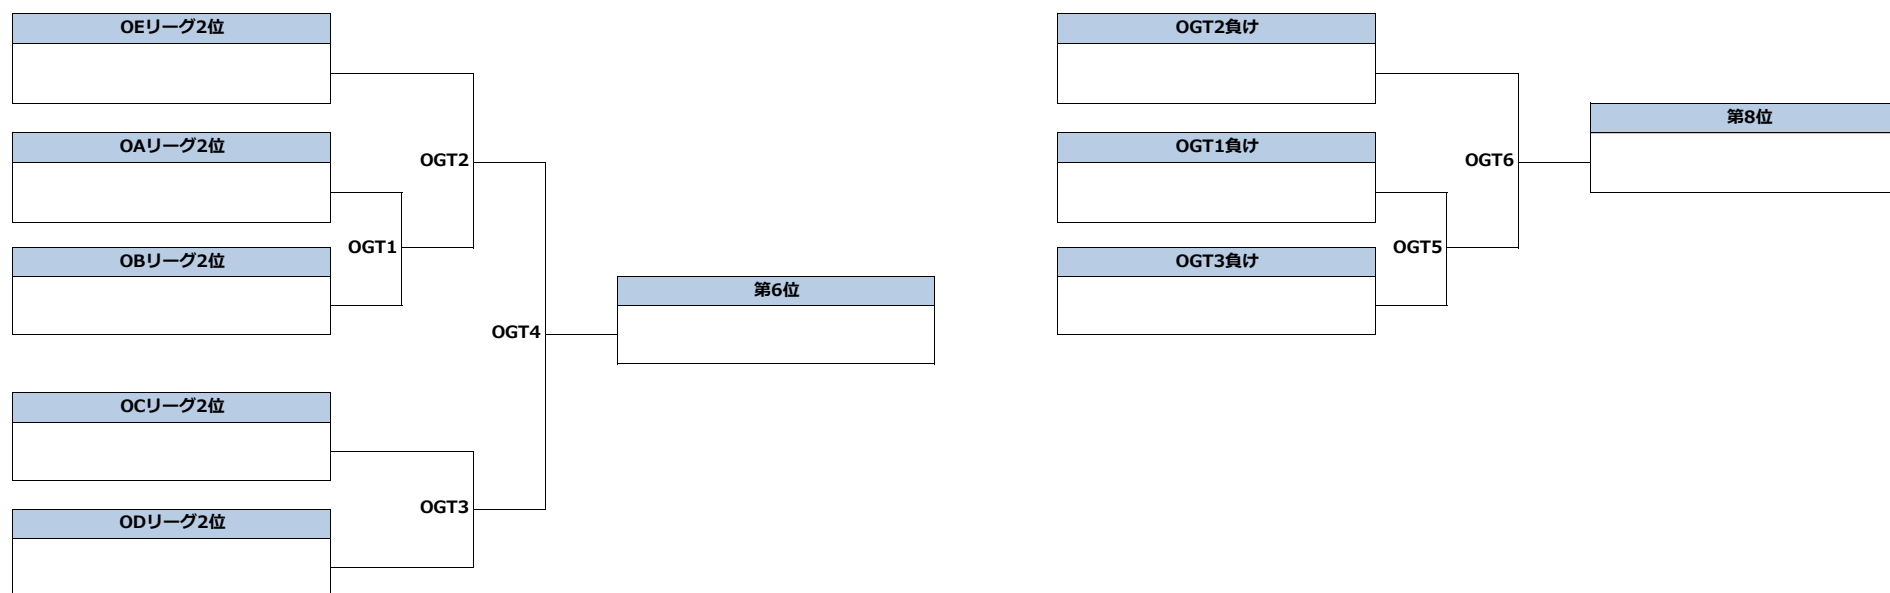 OEリーグ2位
OAリーグ2位
OGT2
OGT1
OBリーグ2位
第6位
OGT4
OCリーグ2位
OGT3
ODリーグ2位
OGT2負け
第8位
OGT1負け
OGT6
OGT3負け
OGT5